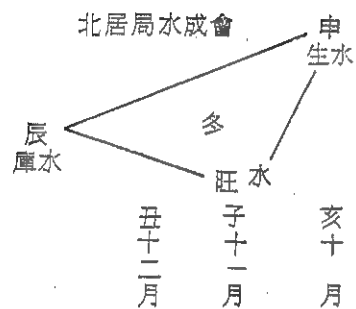 北居局水成會
申
水生
多
辰
庫水
旺水
亥十月
子十一月
丑十二月